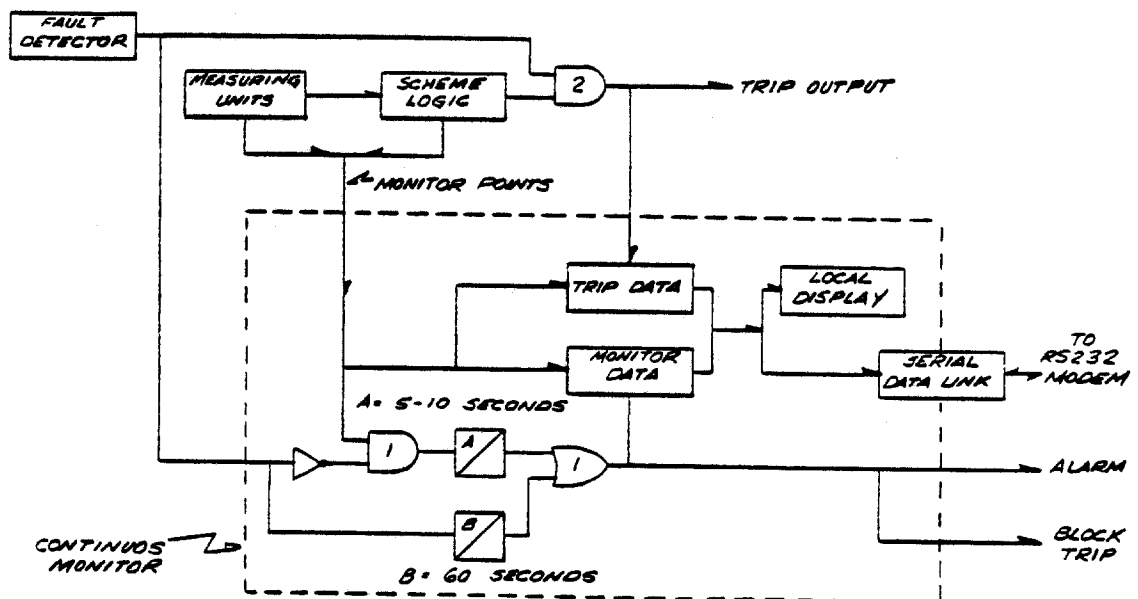 FAULT
DETECTOR
MEASURING
UNITS
SCHEME
LOGIC
2
TRIP OUTPUT
MONITOR POINTS
TRIP DATA
LOCAL
DISPLAY
MONITOR
DATA
SERIAL
DATA LINK
TO
RS232
MODEM
A= 5-10 SECONDS
1
A
1
ALARM
B
BLOCK
TRIP
CONTINUOS
MONITOR
B= 60 SECONDS